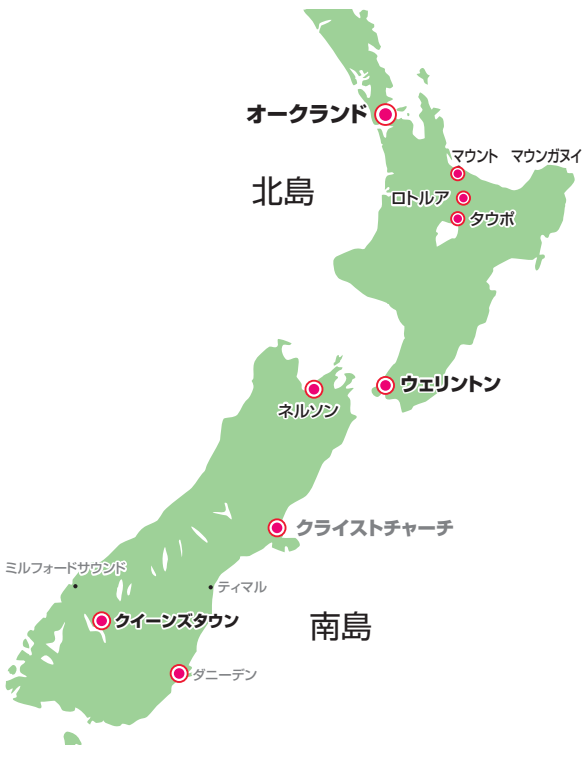 オークランド
マウント マウンガヌイ
北島
ロトルア
タウポ
ウェリントン
ネルソン
クライストチャーチ
ミルフォードサウンド
ティマル
クイーンズタウン
南島
ダニーデン